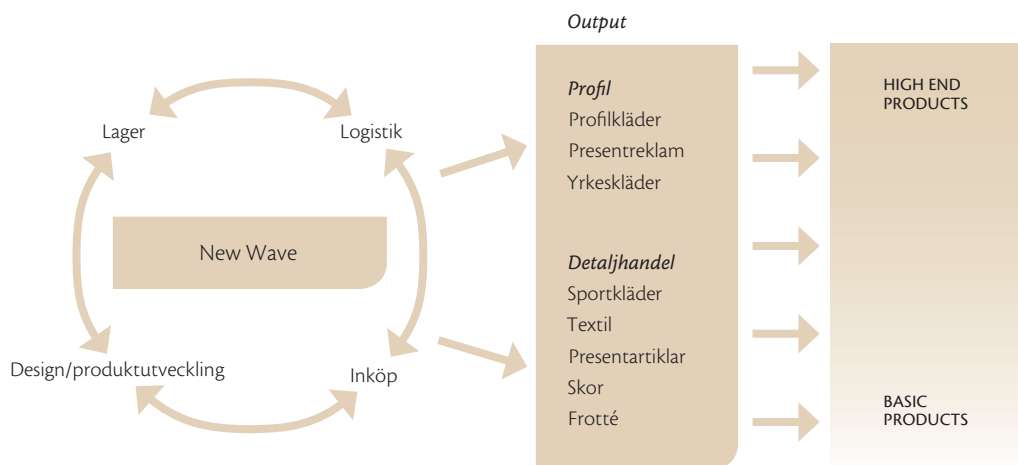 Output
Lager
Logistik
New Wave
Design/produktutveckling
Inköp
Profil
Profilkläder
Presentreklam
Yrkeskläder
Detaljhandel
Sportkläder
Textil
Presentartiklar
Skor
Frotté
HIGH END
PRODUCTS
BASIC
PRODUCTS